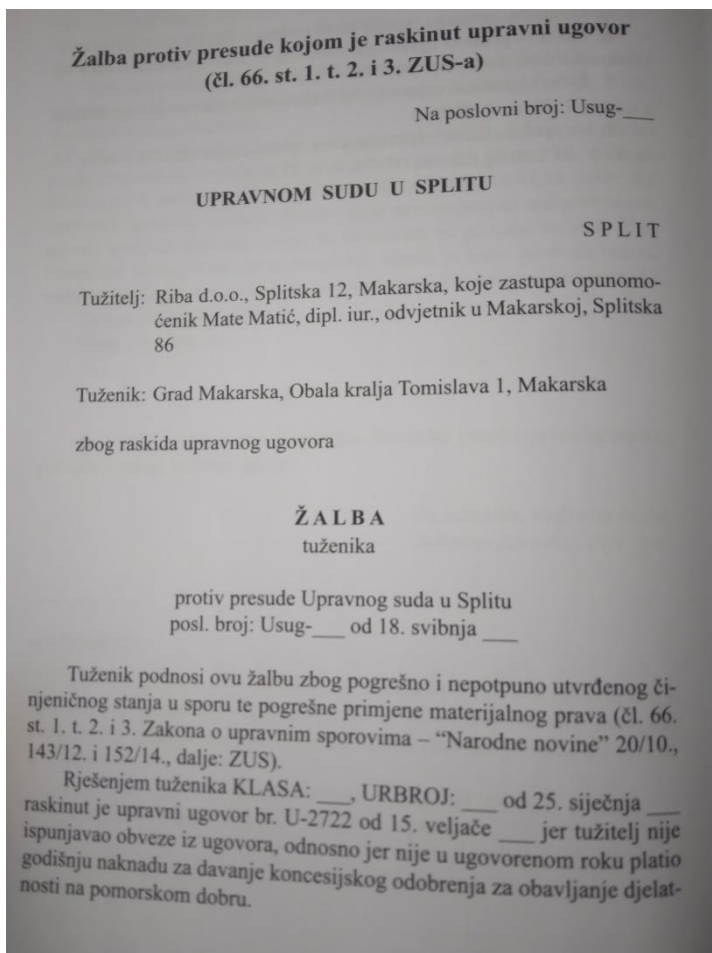 Žalba protiv presude kojom je raskinut upravni ugovor
(čl. 66. st. 1. t. 2. i 3. ZUS-a)
Na poslovni broj: Usug-___
UPRAVNOM SUDU U SPLITU
SPLIT
Tužitelj: Riba d.o.o., Splitska 12, Makarska, koje zastupa opunomo-
ćenik Mate Matić, dipl. iur., odvjetnik u Makarskoj, Splitska
86
Tuženik: Grad Makarska, Obala kralja Tomislava 1, Makarska
zbog raskida upravnog ugovora
ŽALBA
tuženika
protiv presude Upravnog suda u Splitu
posl. broj: Usug-___ od 18. svibnja ___
Tuženik podnosi ovu žalbu zbog pogrešno i nepotpuno utvrđenog či-
njeničnog stanja u sporu te pogrešne primjene materijalnog prava (čl. 66.
st. 1. t. 2. i 3. Zakona o upravnim sporovima – “Narodne novine” 20/10.,
143/12. i 152/14., dalje: ZUS).
Rješenjem tuženika KLASA: ___, URBROJ: ___ od 25. siječnja ___
raskinut je upravni ugovor br. U-2722 od 15. veljače ___ jer tužitelj nije
ispunjavao obveze iz ugovora, odnosno jer nije u ugovorenom roku platio
godišnju naknadu za davanje koncesijskog odobrenja za obavljanje djelat-
nosti na pomorskom dobru.